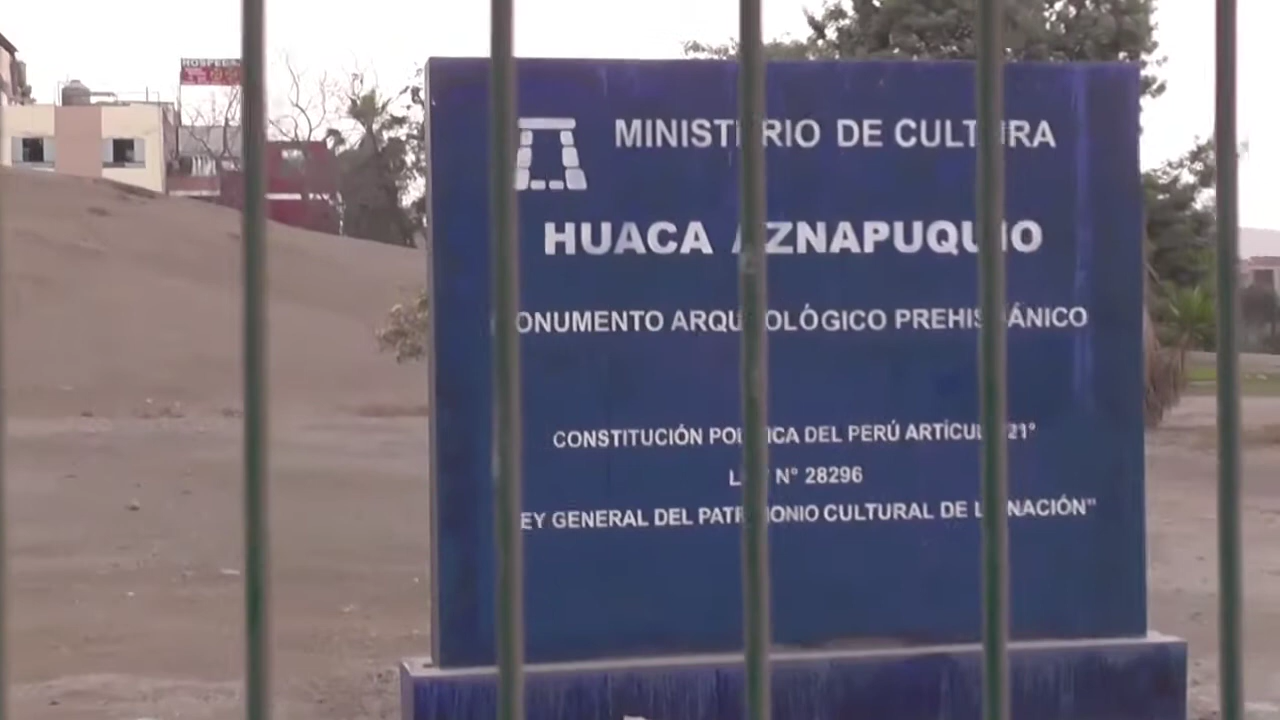 HOSPEDAJE
MINISTERIO DE CULTURA
HUACA AZNAPUQUIO
MONUMENTO ARQUEOLÓGICO PREHISPÁNICO
CONSTITUCIÓN POLÍTICA DEL PERÚ ARTÍCULO 21°
LEY N° 28296
LEY GENERAL DEL PATRIMONIO CULTURAL DE LA NACIÓN"